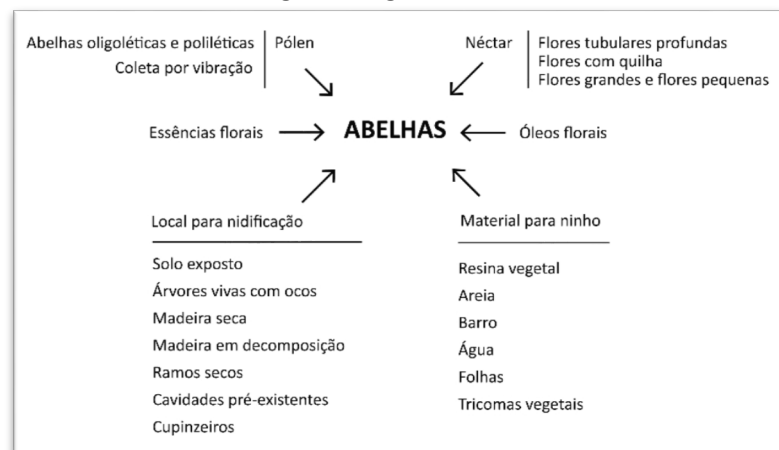 Abelhas oligoléticas e poliléticas
Coleta por vibração
Pólen
Néctar
Flores tubulares profundas
Flores com quilha
Flores grandes e flores pequenas
Essências florais
ABELHAS
Óleos florais
Local para nidificação
Solo exposto
Árvores vivas com ocos
Madeira seca
Madeira em decomposição
Ramos secos
Cavidades pré-existentes
Cupinzeiros
Material para ninho
Resina vegetal
Areia
Barro
Água
Folhas
Tricomas vegetais